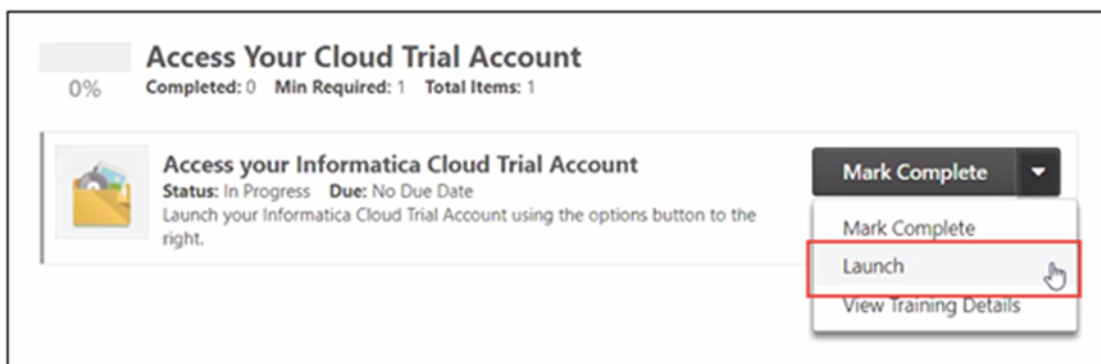 Access Your Cloud Trial Account
0%
Completed: 0 Min Required: 1 Total Items: 1
Access your Informatica Cloud Trial Account
Status: In Progress Due: No Due Date
Launch your Informatica Cloud Trial Account using the options button to the
right.
Mark Complete
Mark Complete
Launch
View Training Details